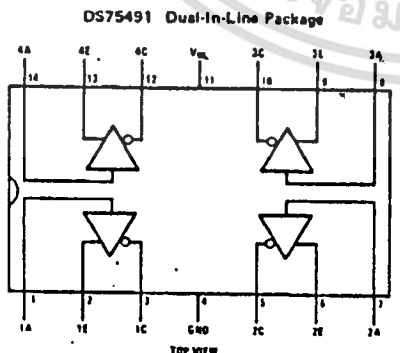 DS75491 Dual-In-Line Package
4A 4E 4C VSS 3C 3E 3A
14 13 12 11 10 9 8
1 2 3 4 5 6 7
1A 1E 1C GND 2C 2E 2A
TOP VIEW